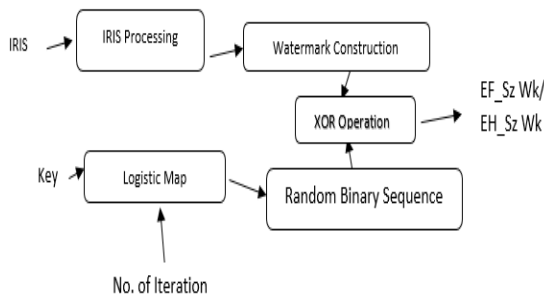 IRIS
IRIS Processing
Watermark Construction
EF_Sz Wk/
EH_Sz Wk
XOR Operation
Key
Logistic Map
Random Binary Sequence
No. of Iteration